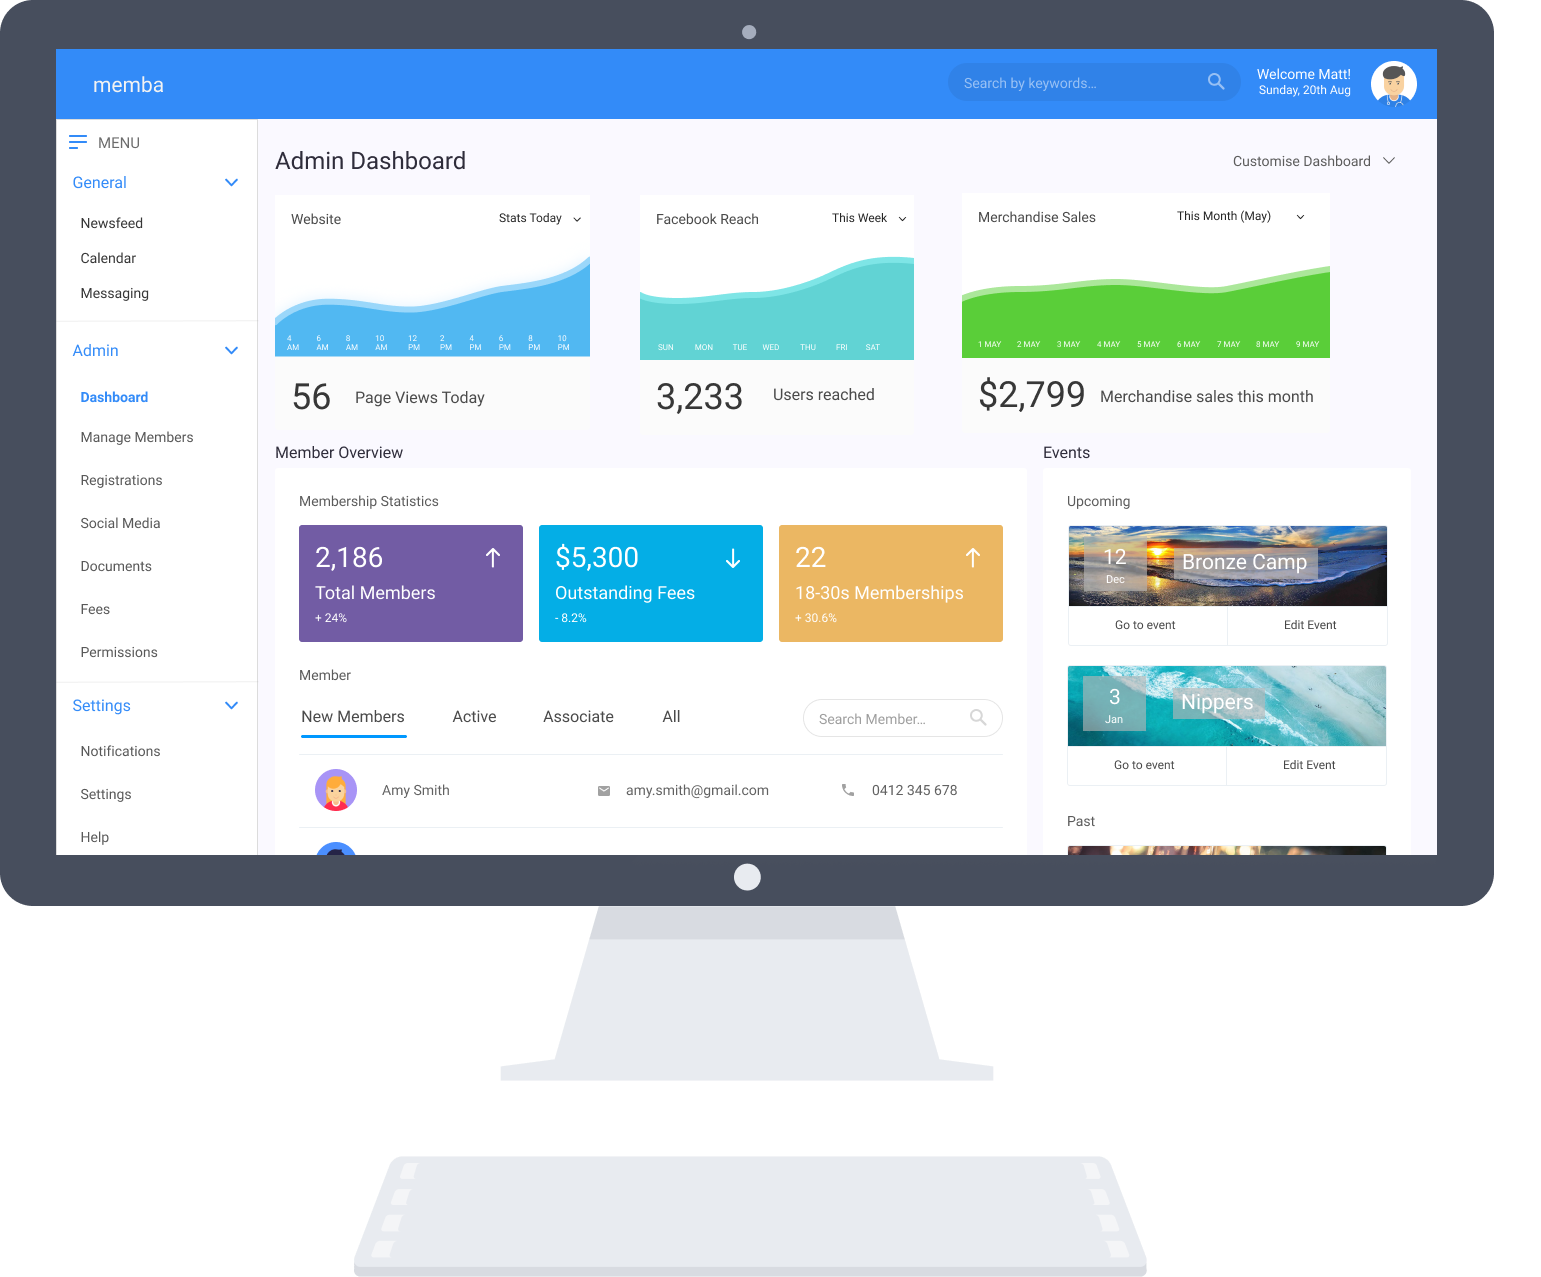 memba
Search by keywords...
Welcome Matt!
Sunday, 20th Aug
MENU
General
Newsfeed
Calendar
Messaging
Admin
Dashboard
Manage Members
Registrations
Social Media
Documents
Fees
Permissions
Settings
Notifications
Settings
Help
Admin Dashboard
Customise Dashboard
Website
Stats Today
4 AM 6 AM 8 AM 10 AM 12 PM 2 PM 4 PM 6 PM 8 PM 10 PM
56 Page Views Today
Facebook Reach
This Week
SUN MON TUE WED THU FRI SAT
3,233 Users reached
Merchandise Sales
This Month (May)
1 MAY 2 MAY 3 MAY 4 MAY 5 MAY 6 MAY 7 MAY 8 MAY 9 MAY
$2,799 Merchandise sales this month
Member Overview
Membership Statistics
2,186
Total Members
+ 24%
$5,300
Outstanding Fees
- 8.2%
22
18-30s Memberships
+ 30.6%
Member
New Members Active Associate All
Search Member...
Amy Smith amy.smith@gmail.com 0412 345 678
Events
Upcoming
12
Dec
Bronze Camp
Go to event Edit Event
3
Jan
Nippers
Go to event Edit Event
Past